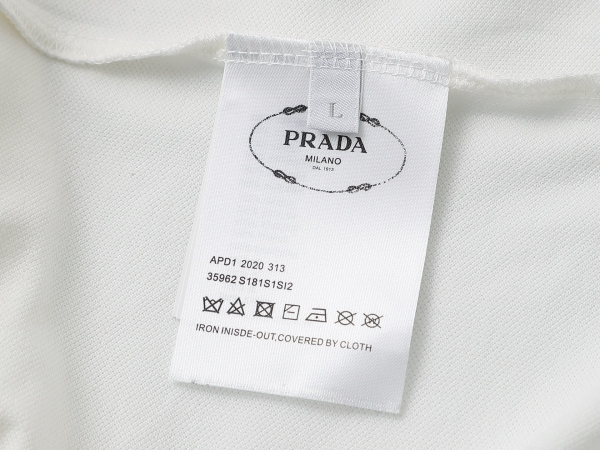 L
PRADA
MILANO
DAL 1913
APD1 2020 313
35962 S181S1SI2
IRON INISDE-OUT,COVERED BY CLOTH